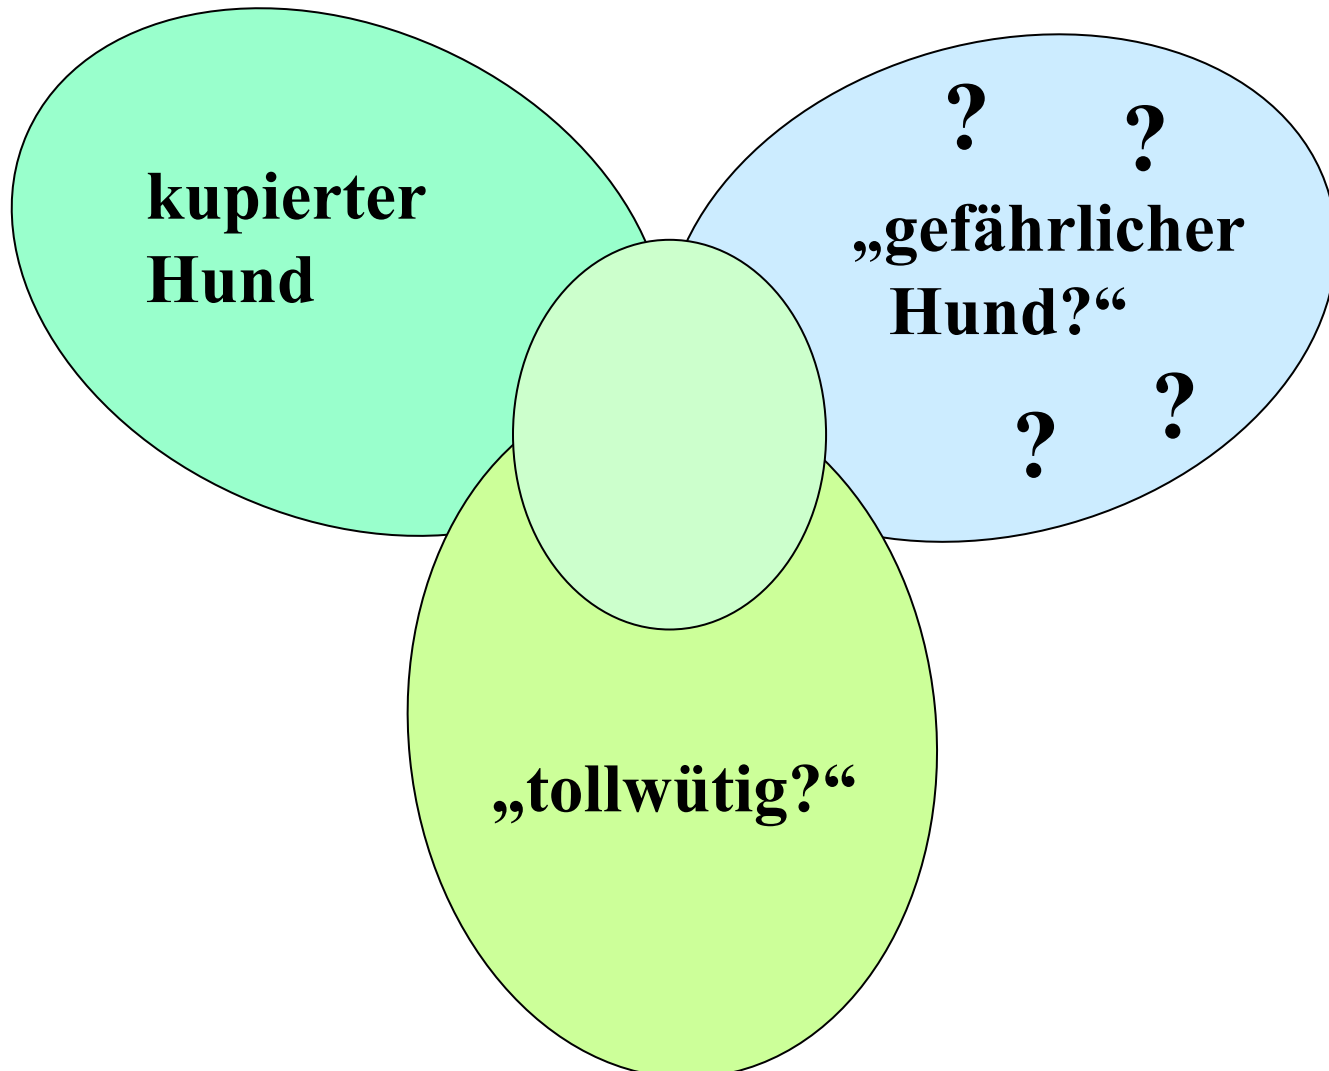 kupierter
Hund
? ?
„gefährlicher
Hund?“
? ?
„tollwütig?“